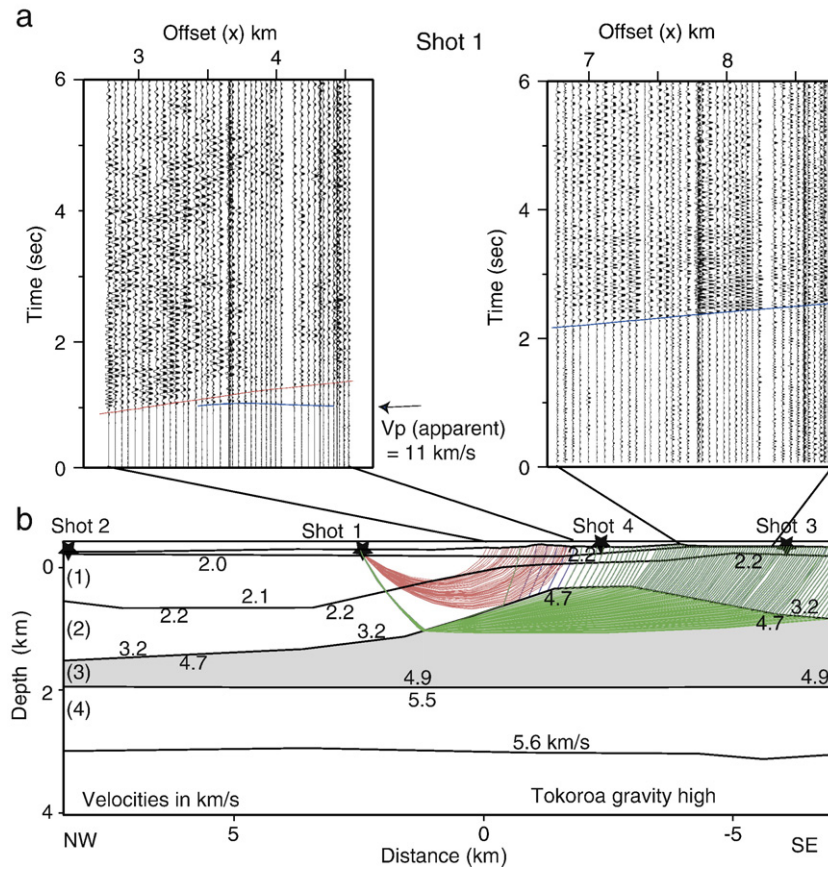 a
Offset (x) km
Shot 1
Offset (x) km
3 4
7 8
6
4
2
0
Time (sec)
6
4
2
0
Time (sec)
Vp (apparent)
= 11 km/s
b
Shot 2
Shot 1
Shot 4
Shot 3
0
2
4
Depth (km)
(1)
(2)
(3)
(4)
2.0
2.2
2.2
2.1
2.2
2.2
4.7
3.2
3.2
4.7
3.2
4.7
4.9
4.9
5.5
5.6 km/s
Velocities in km/s
Tokoroa gravity high
5 0 -5
NW
Distance (km)
SE